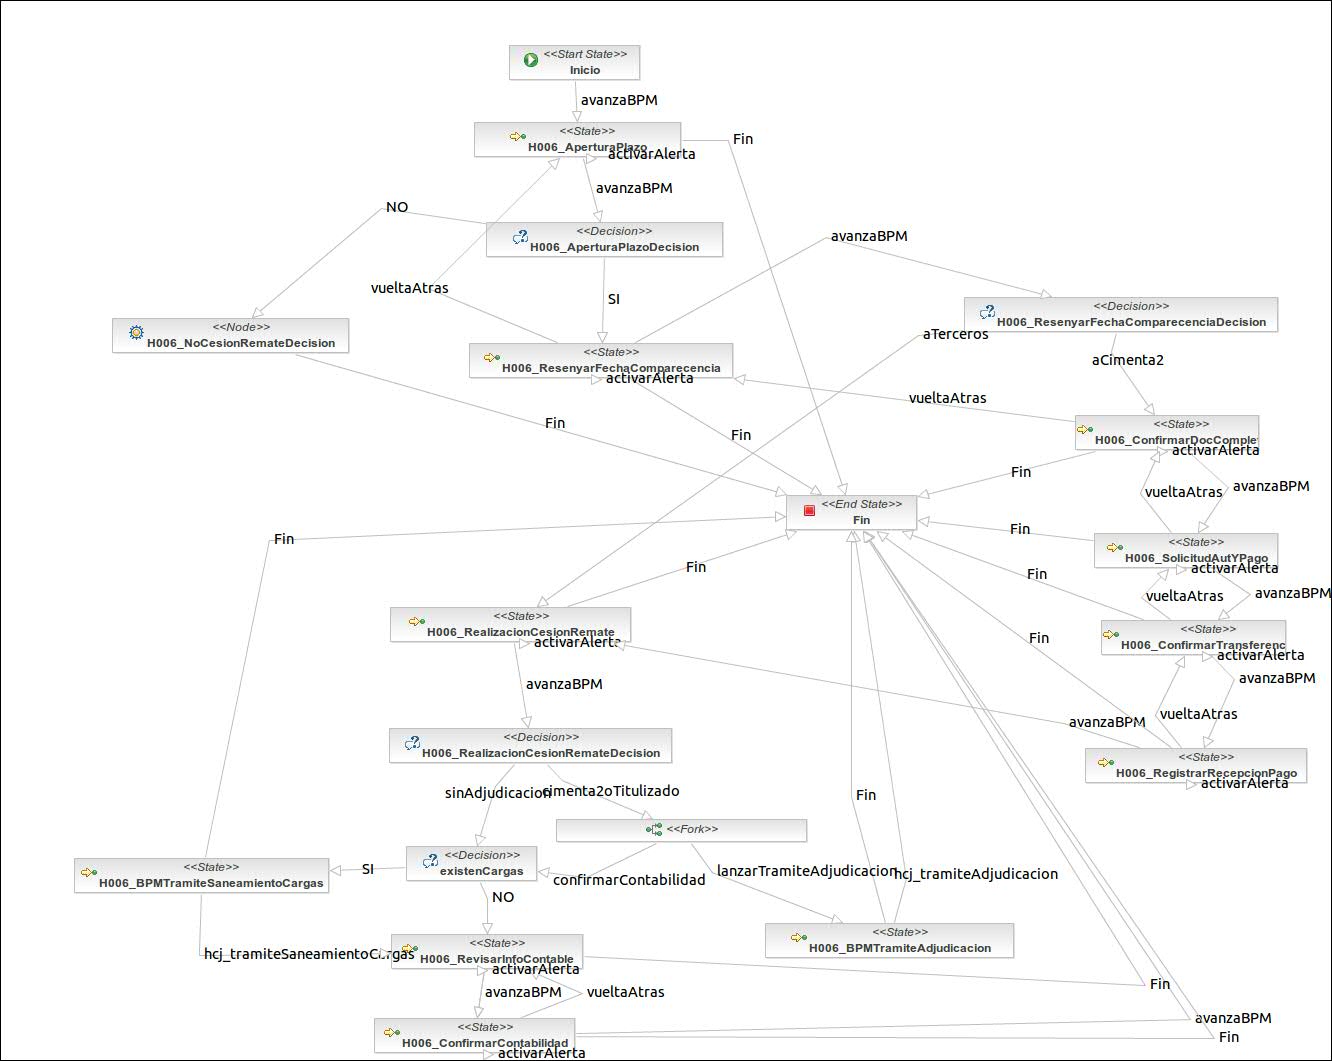 <<Start State>>
Inicio
avanzaBPM
<<State>>
H006_AperturaPlazo
activarAlerta
Fin
avanzaBPM
NO
<<Decision>>
H006_AperturaPlazoDecision
avanzaBPM
vueltaAtras
SI
<<Decision>>
H006_ResenyarFechaComparecenciaDecision
<<Node>>
H006_NoCesionRemateDecision
aTerceros
<<State>>
H006_ResenyarFechaComparecencia
activarAlerta
aCimenta2
vueltaAtras
Fin
Fin
<<State>>
H006_ConfirmarDocComplet
activarAlerta
Fin
vueltaAtras
avanzaBPM
<<End State>>
Fin
Fin
Fin
<<State>>
H006_SolicitudAutYPago
activarAlerta
Fin
Fin
vueltaAtras
avanzaBPM
<<State>>
H006_RealizacionCesionRemate
activarAlerta
<<State>>
H006_ConfirmarTransferenc
activarAlerta
Fin
avanzaBPM
avanzaBPM
vueltaAtras
avanzaBPM
<<Decision>>
H006_RealizacionCesionRemateDecision
<<State>>
H006_RegistrarRecepcionPago
activarAlerta
sinAdjudicacion
cimenta2oTitulizado
Fin
<<Fork>>
<<Decision>>
existenCargas
<<State>>
H006_BPMTramiteSaneamientoCargas
SI
confirmarContabilidad
lanzarTramiteAdjudicacion
hcj_tramiteAdjudicacion
NO
<<State>>
H006_BPMTramiteAdjudicacion
hcj_tramiteSaneamientoCargas
<<State>>
H006_RevisarInfoContable
activarAlerta
Fin
avanzaBPM
vueltaAtras
avanzaBPM
<<State>>
H006_ConfirmarContabilidad
activarAlerta
Fin